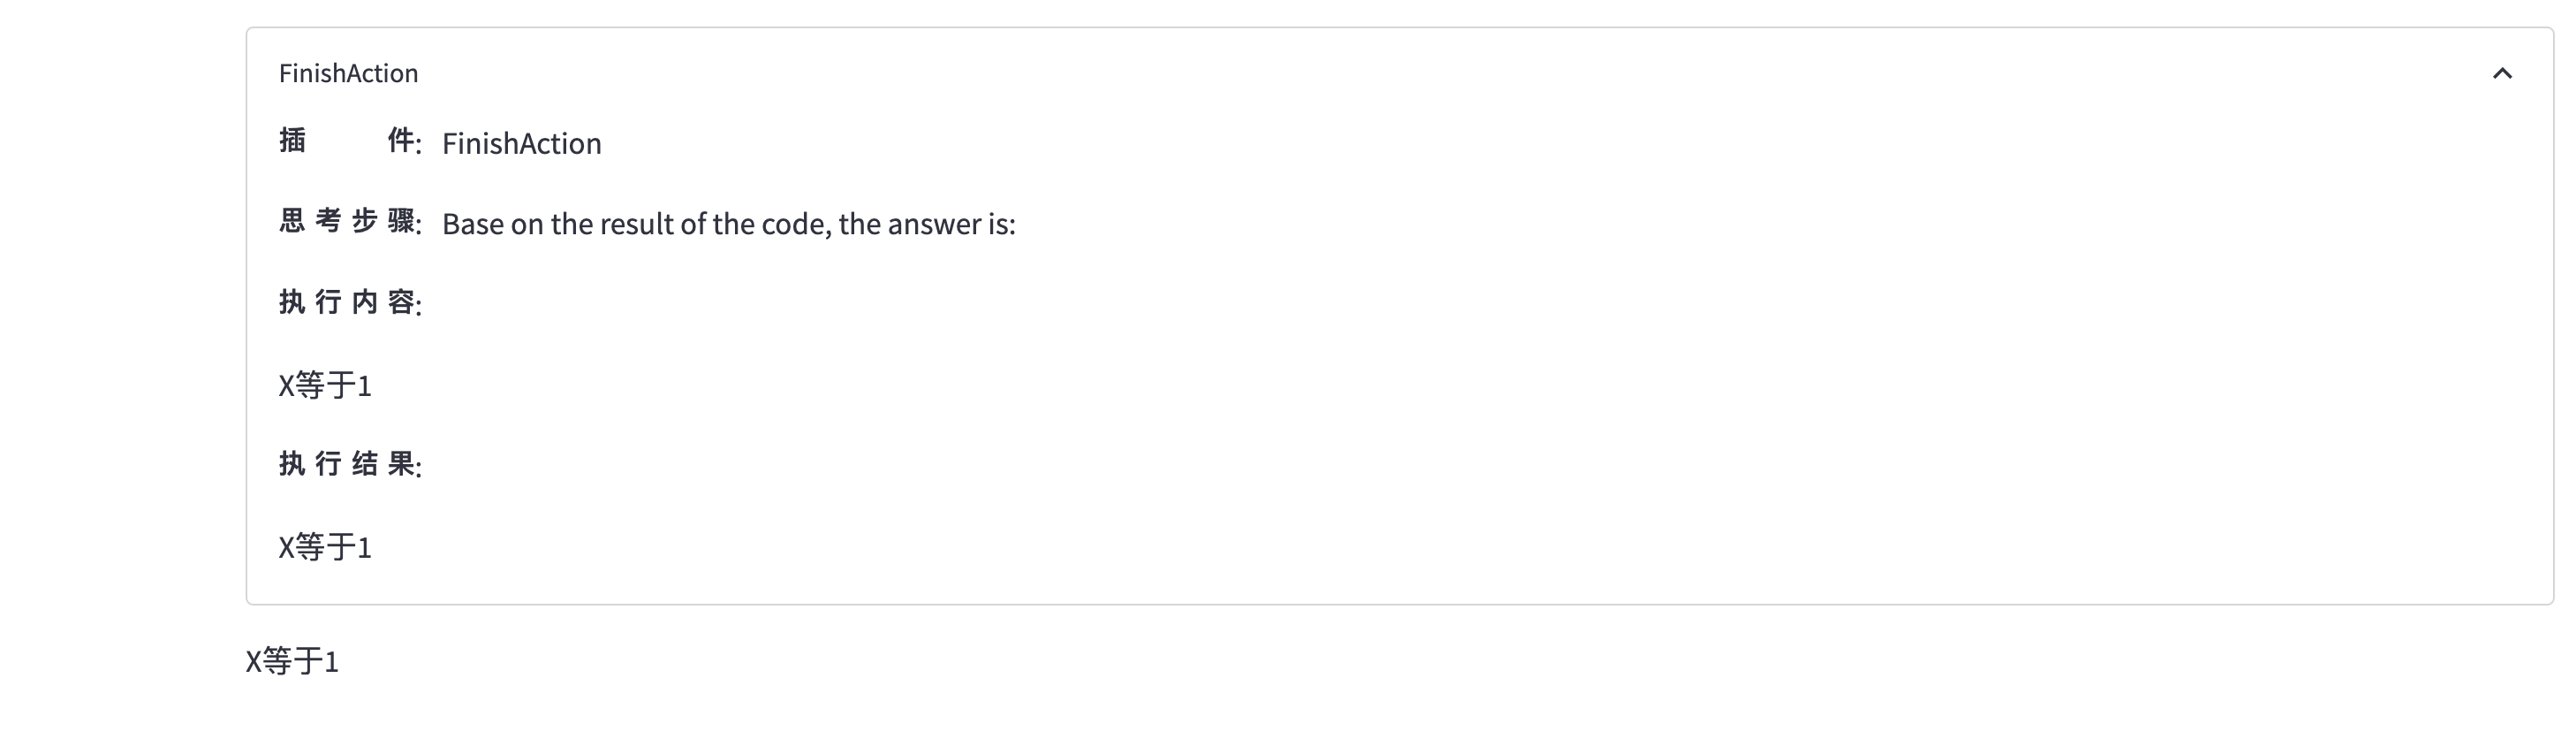 FinishAction
插件: FinishAction
思考步骤: Base on the result of the code, the answer is:
执行内容:
X等于1
执行结果:
X等于1
X等于1